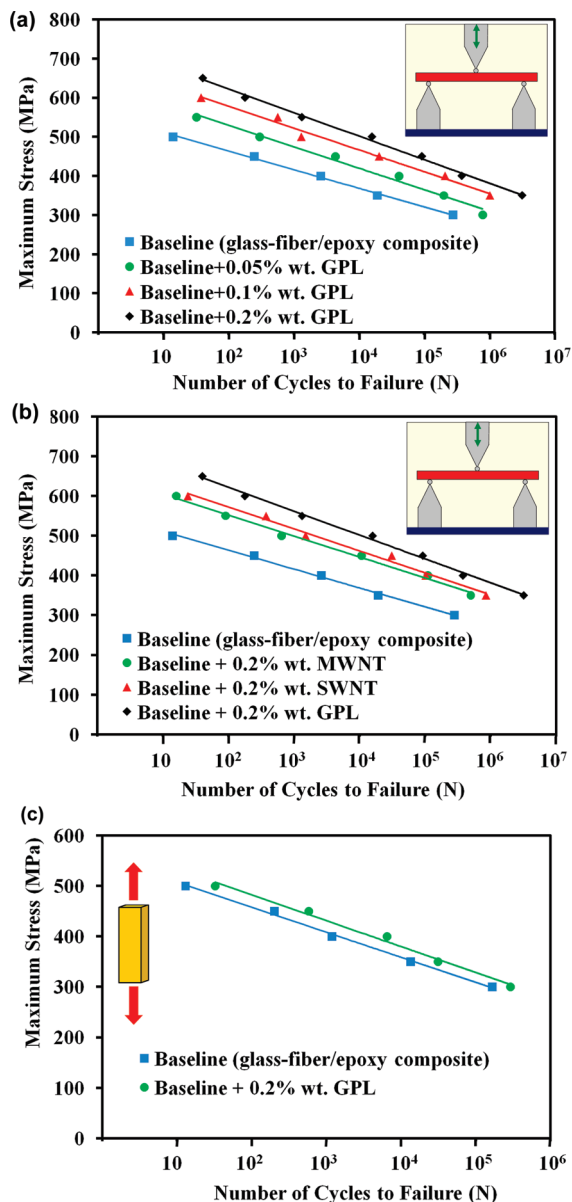 (a)
800
700
600
500
400
300
200
100
0
Maximum Stress (MPa)
Baseline (glass-fiber/epoxy composite)
Baseline+0.05% wt. GPL
Baseline+0.1% wt. GPL
Baseline+0.2% wt. GPL
10 10² 10³ 10⁴ 10⁵ 10⁶ 10⁷
Number of Cycles to Failure (N)
(b)
800
700
600
500
400
300
200
100
0
Maximum Stress (MPa)
Baseline (glass-fiber/epoxy composite)
Baseline + 0.2% wt. MWNT
Baseline + 0.2% wt. SWNT
Baseline + 0.2% wt. GPL
10 10² 10³ 10⁴ 10⁵ 10⁶ 10⁷
Number of Cycles to Failure (N)
(c)
600
500
400
300
200
100
0
Maximum Stress (MPa)
Baseline (glass-fiber/epoxy composite)
Baseline + 0.2% wt. GPL
10 10² 10³ 10⁴ 10⁵ 10⁶
Number of Cycles to Failure (N)